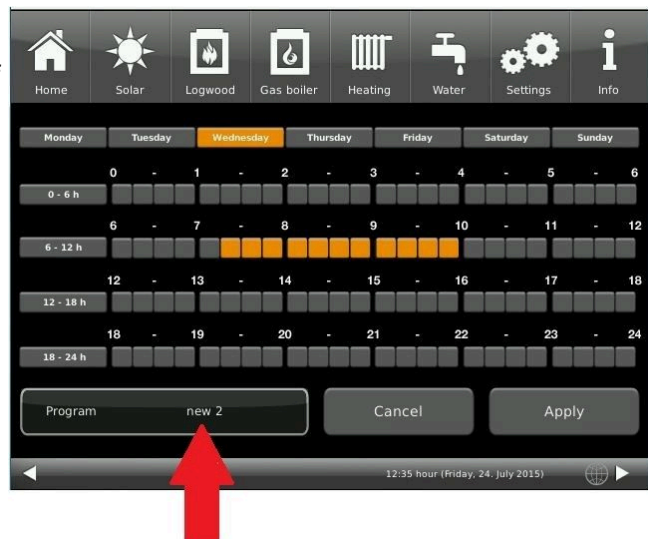 Home Solar Logwood Gas boiler Heating Water Settings Info
Monday Tuesday Wednesday Thursday Friday Saturday Sunday
0 - 1 - 2 - 3 - 4 - 5 - 6
0 - 6 h
6 - 7 - 8 - 9 - 10 - 11 - 12
6 - 12 h
12 - 13 - 14 - 15 - 16 - 17 - 18
12 - 18 h
18 - 19 - 20 - 21 - 22 - 23 - 24
18 - 24 h
Program new 2 Cancel Apply
12:35 hour (Friday, 24. July 2015)